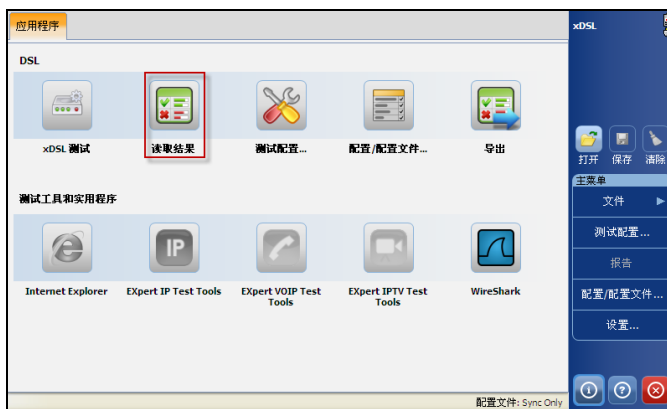 应用程序
DSL
xDSL 测试
读取结果
测试配置...
配置/配置文件...
导出
测试工具和实用程序
IP
Internet Explorer
EXpert IP Test Tools
EXpert VOIP Test
Tools
EXpert IPTV Test
Tools
WireShark
配置文件: Sync Only
xDSL
打开
保存
清除
主菜单
文件
测试配置...
报告
配置/配置文件...
设置...